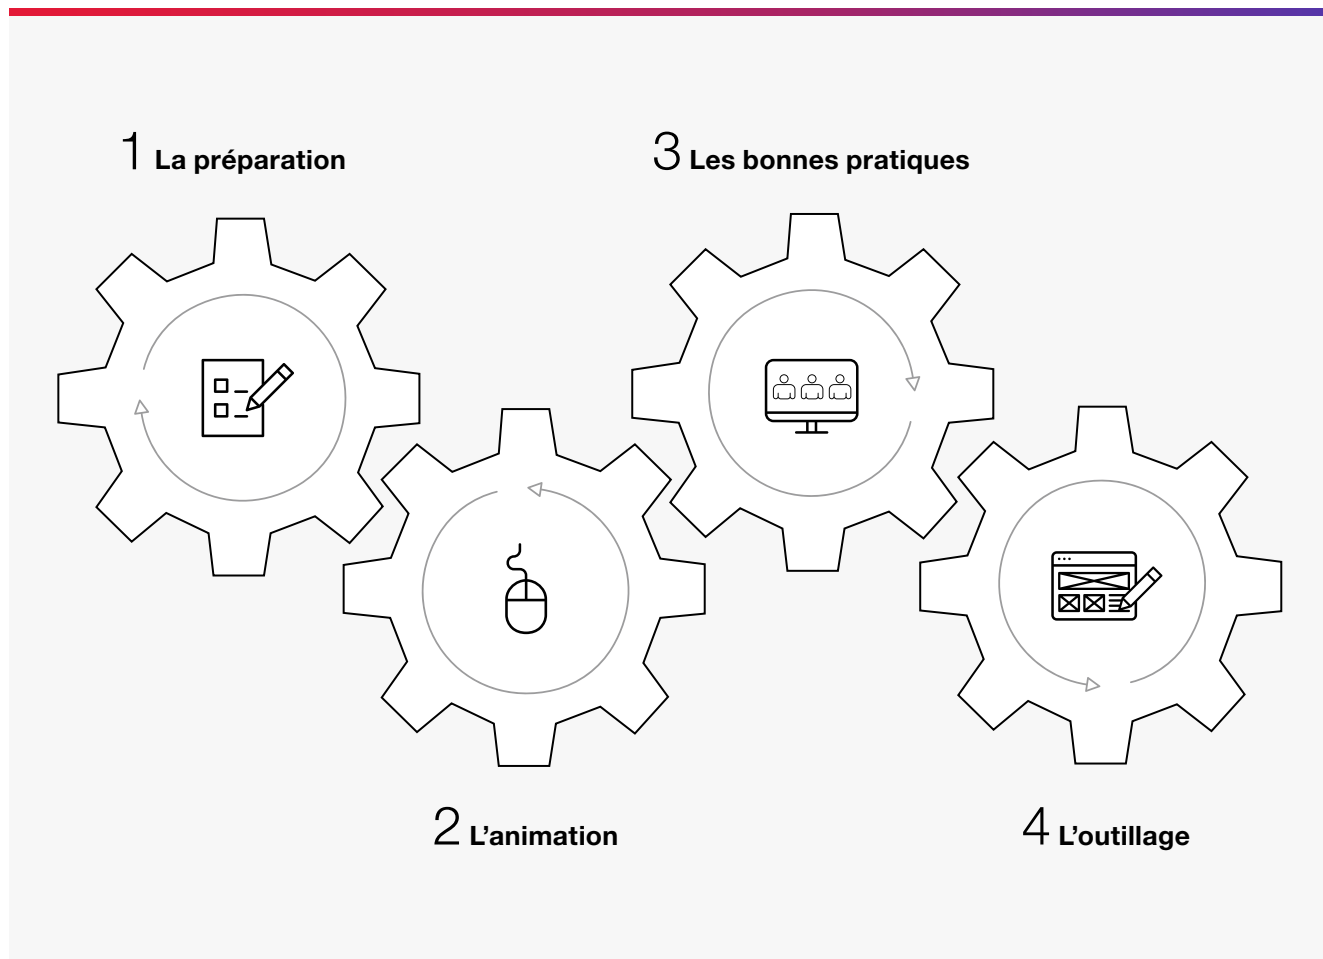 1 La préparation
2 L’animation
3 Les bonnes pratiques
4 L’outillage